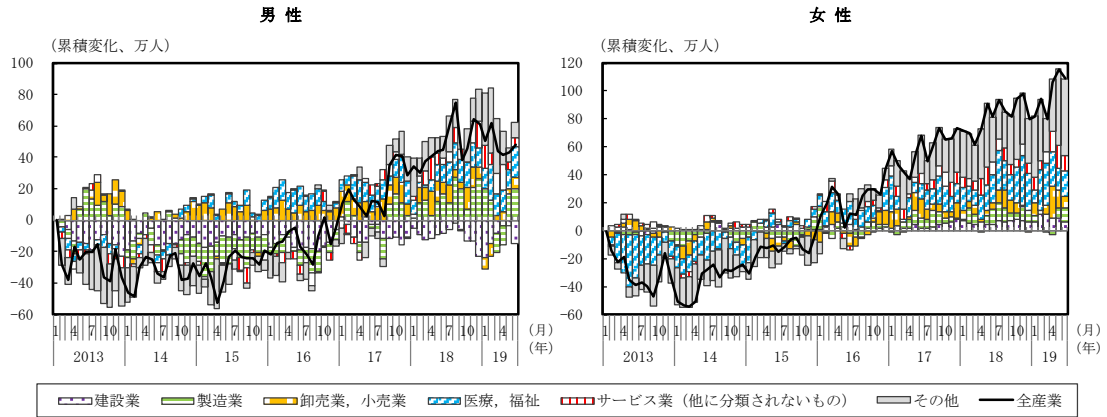 男 性
（累積変化、万人）
100
80
60
40
20
0
−20
−40
−60
1 4 7 10 1 4 7 10 1 4 7 10 1 4 7 10 1 4 7 10 1 4 7 10 1 4 （月）
2013 14 15 16 17 18 19 （年）
女 性
（累積変化、万人）
120
100
80
60
40
20
0
−20
−40
−60
1 4 7 10 1 4 7 10 1 4 7 10 1 4 7 10 1 4 7 10 1 4 7 10 1 4 （月）
2013 14 15 16 17 18 19 （年）
建設業 製造業 卸売業，小売業 医療，福祉 サービス業（他に分類されないもの） その他 全産業